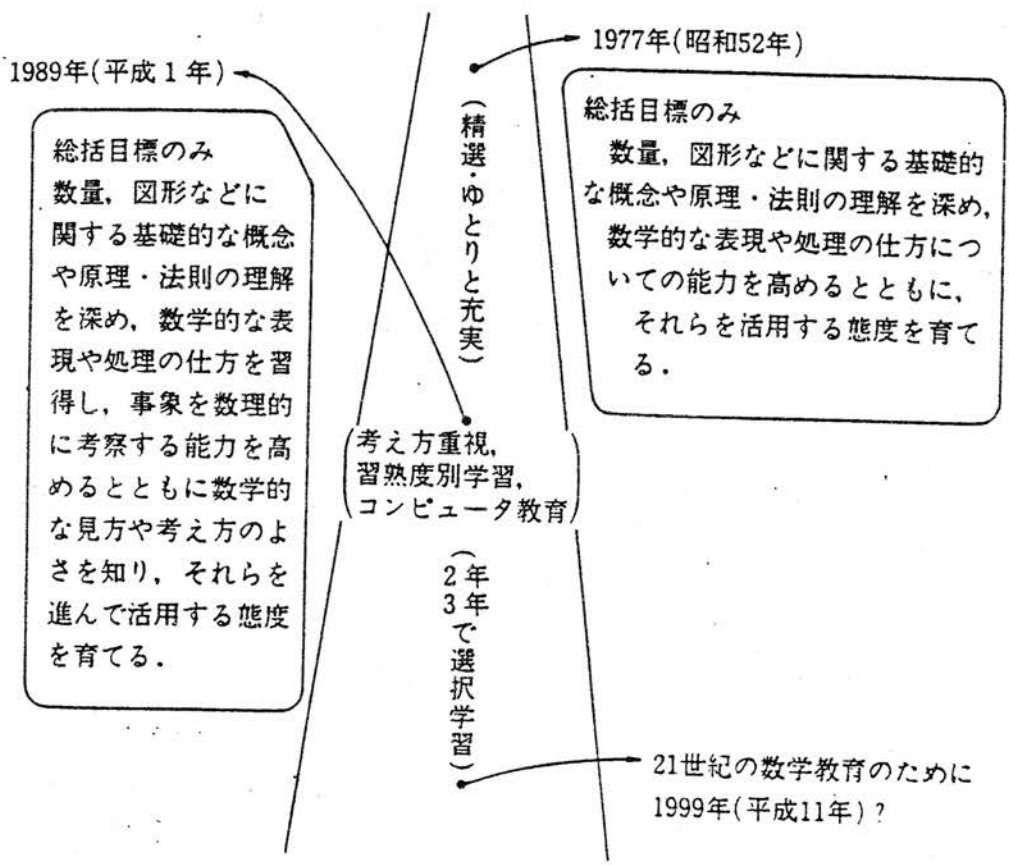 1977年(昭和52年)
総括目標のみ
数量，図形などに関する基礎的
な概念や原理・法則の理解を深め，
数学的な表現や処理の仕方につ
いての能力を高めるとともに，
それらを活用する態度を育て
る．
(精選・ゆとりと充実)
1989年(平成1年)
総括目標のみ
数量，図形などに
関する基礎的な概念
や原理・法則の理解
を深め，数学的な表
現や処理の仕方を習
得し，事象を数理的
に考察する能力を高
めるとともに数学的
な見方や考え方のよ
さを知り，それらを
進んで活用する態度
を育てる．
(考え方重視，
習熟度別学習，
コンピュータ教育)
(2年3年で選択学習)
21世紀の数学教育のために
1999年(平成11年)?